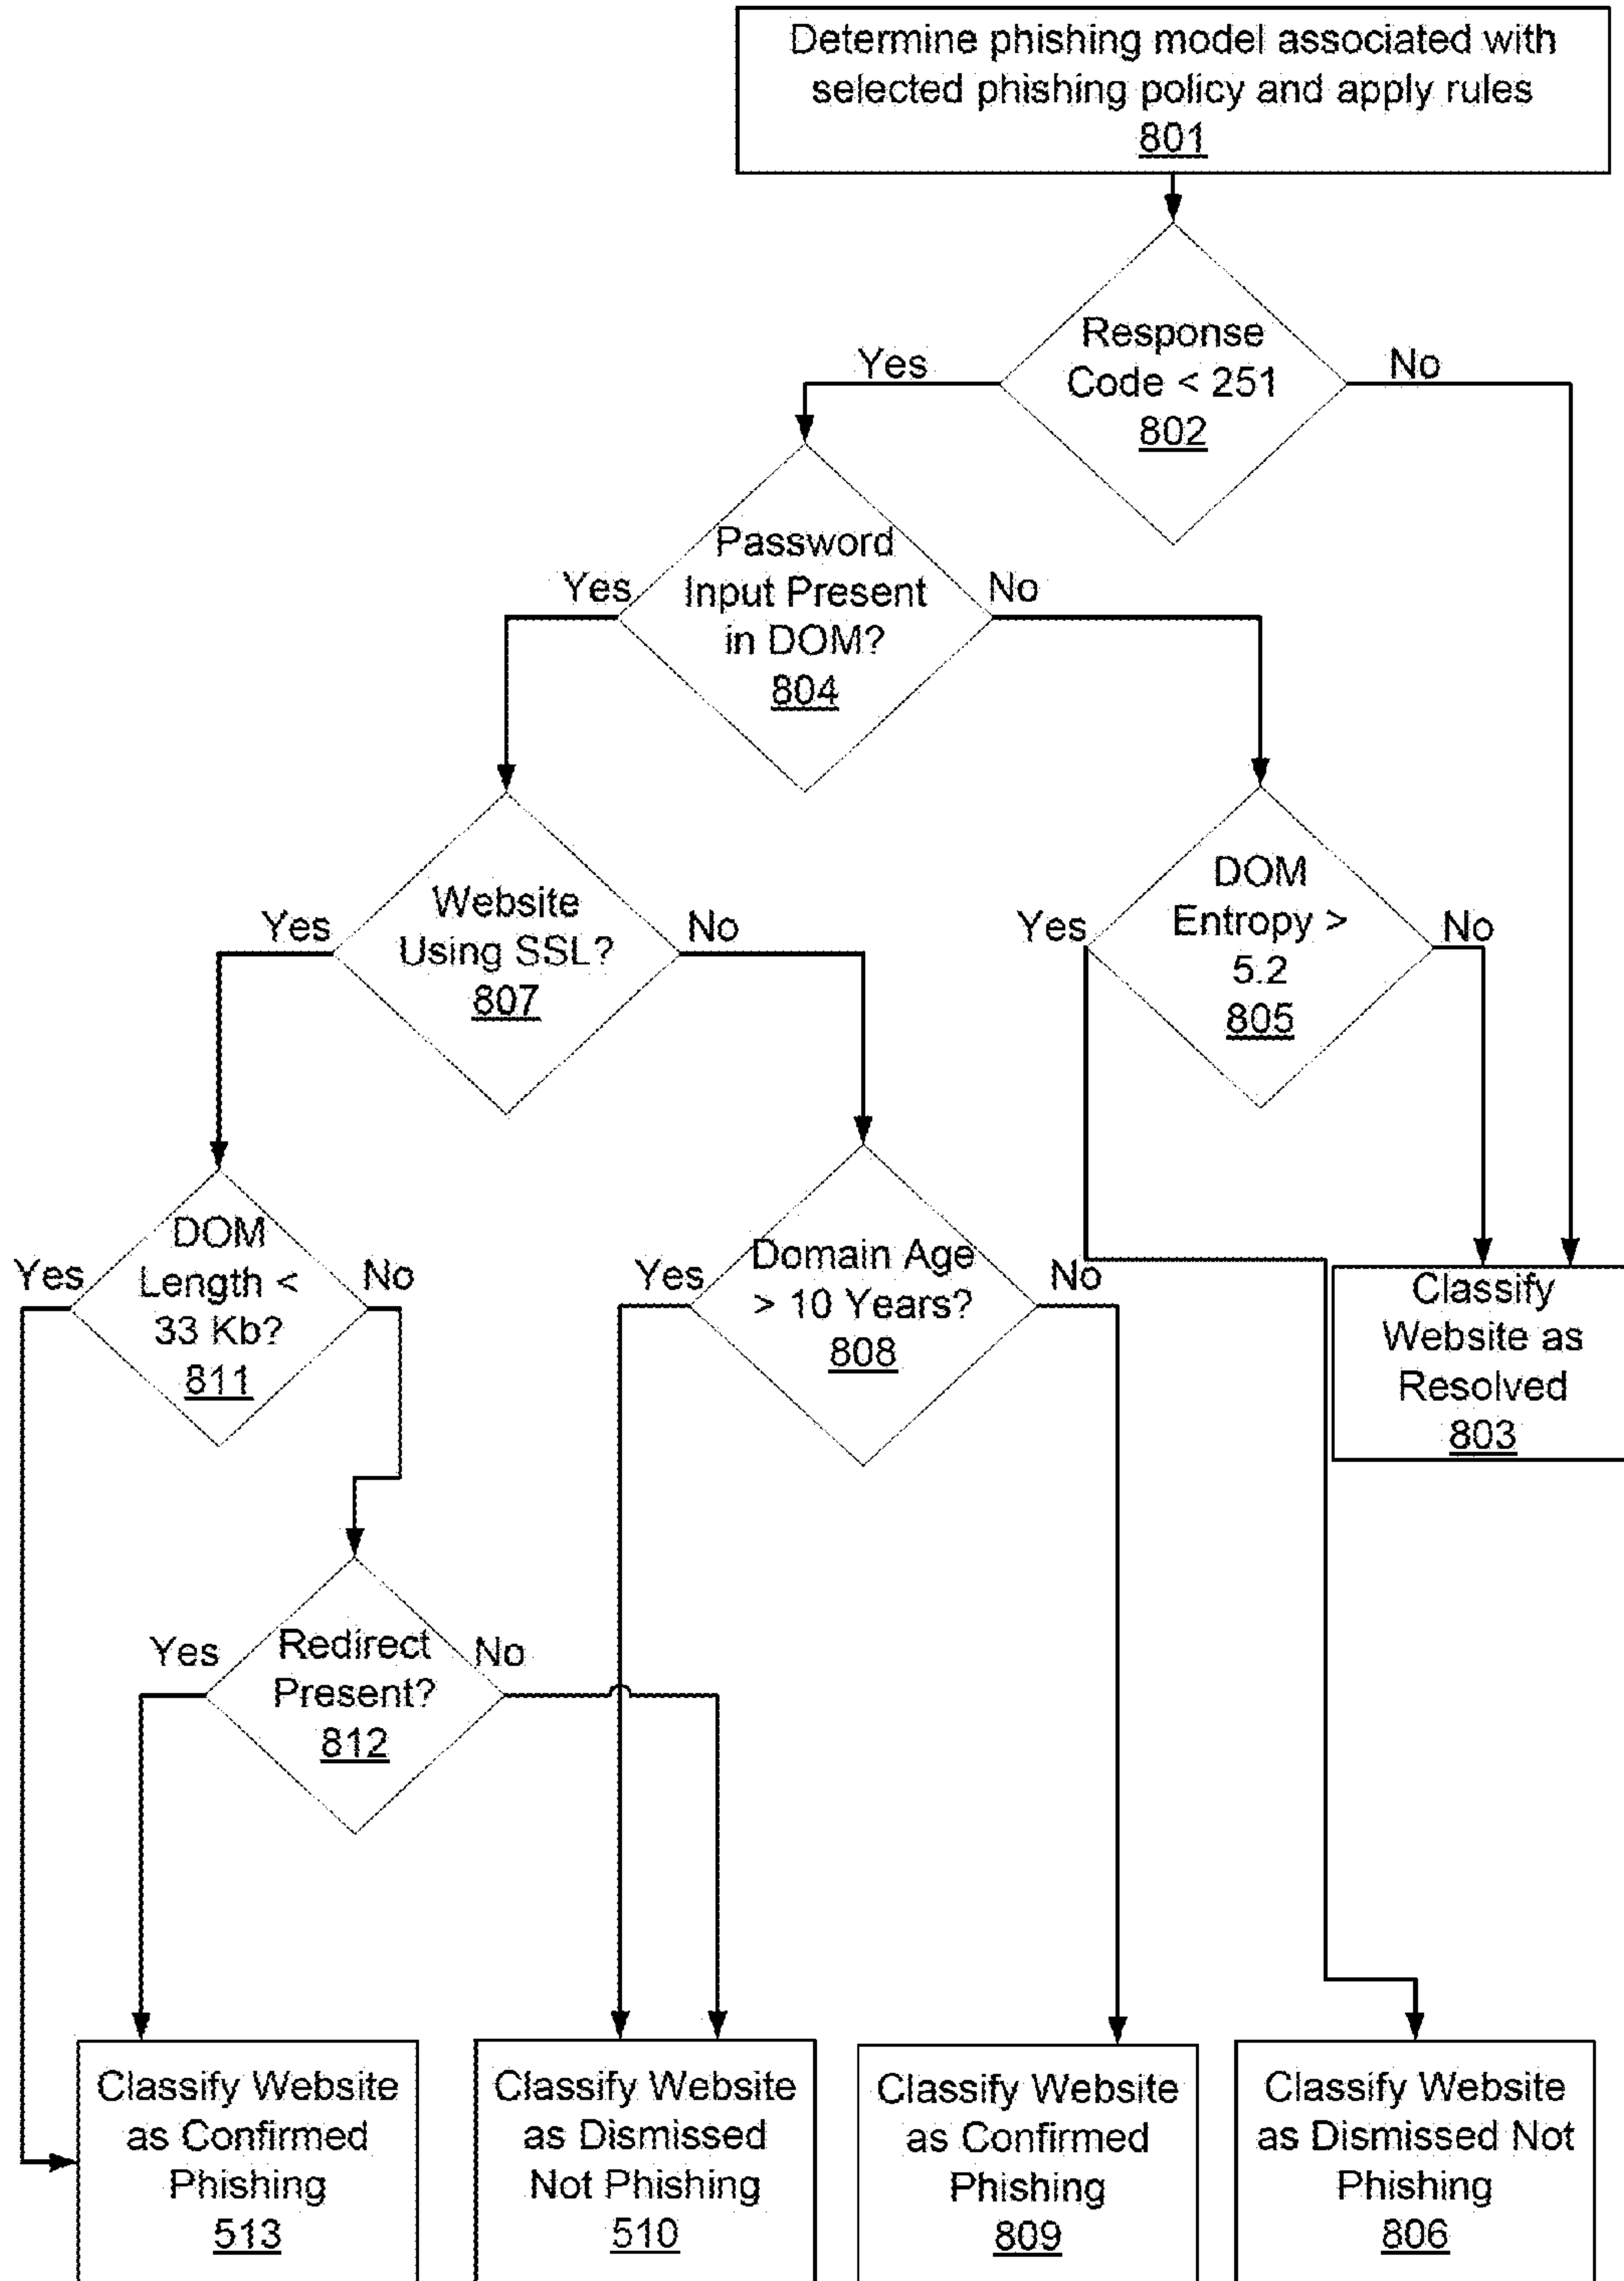 Determine phishing model associated with
selected phishing policy and apply rules
801
Response
Code < 251
802
Yes
No
Password
Input Present
in DOM?
804
Yes
No
Website
Using SSL?
807
Yes
No
DOM
Entropy >
5.2
805
Yes
No
DOM
Length <
33 Kb?
811
Yes
No
Domain Age
> 10 Years?
808
Yes
No
Classify
Website as
Resolved
803
Redirect
Present?
812
Yes
No
Classify Website
as Confirmed
Phishing
513
Classify Website
as Dismissed
Not Phishing
510
Classify Website
as Confirmed
Phishing
809
Classify Website
as Dismissed Not
Phishing
806